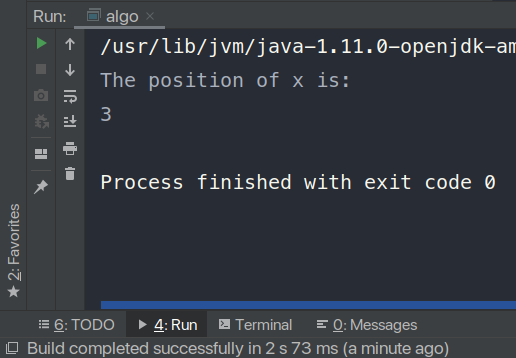 Run: algo ×
/usr/lib/jvm/java-1.11.0-openjdk-am
The position of x is:
3
Process finished with exit code 0
2: Favorites
6: TODO 4: Run Terminal 0: Messages
Build completed successfully in 2 s 73 ms (a minute ago)